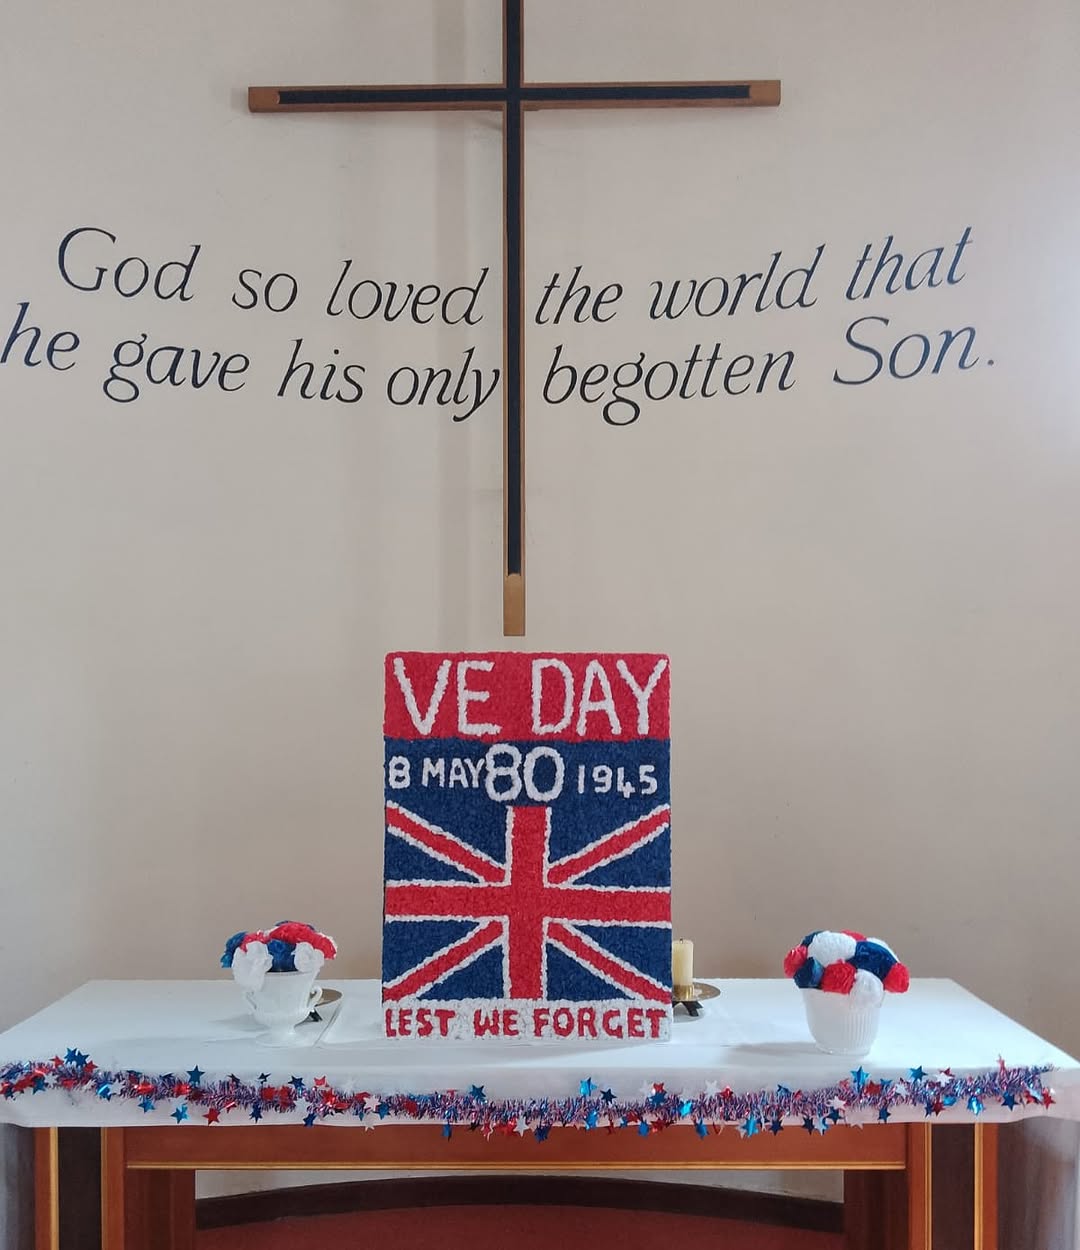 God so loved the world that
he gave his only begotten Son.
VE DAY
8 MAY 80 1945
LEST WE FORGET